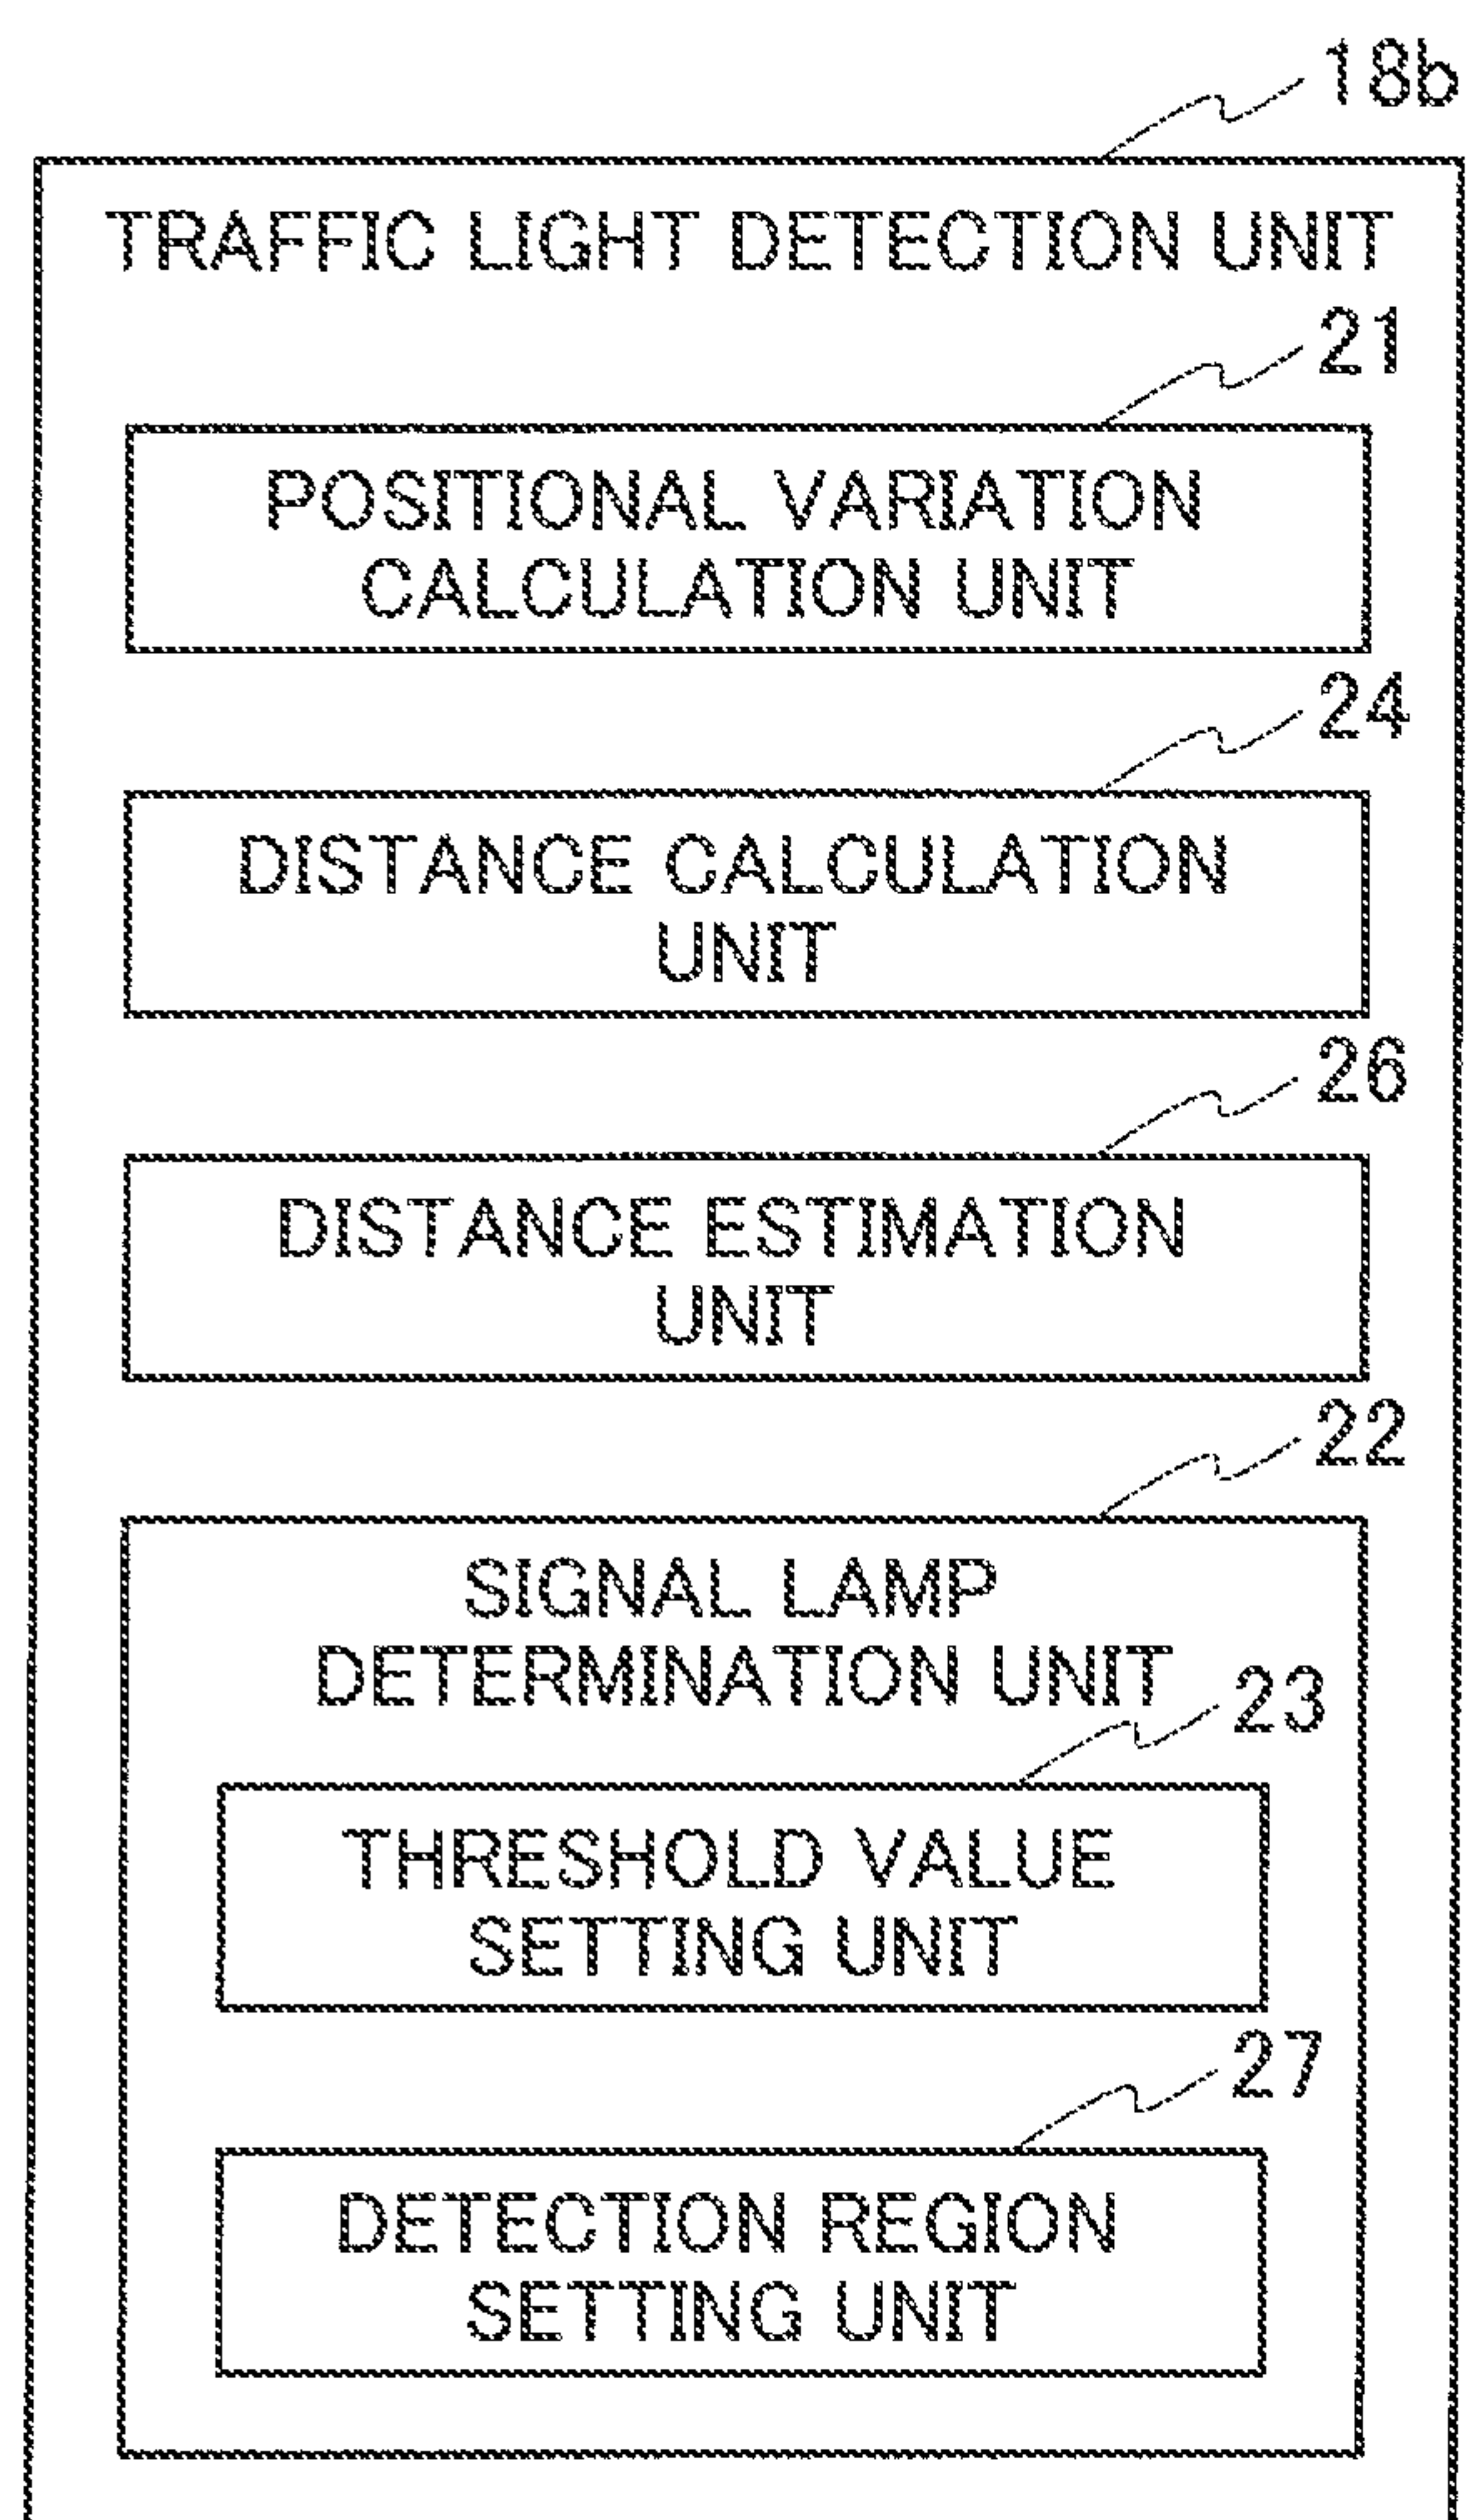 18b
TRAFFIC LIGHT DETECTION UNIT
21
POSITIONAL VARIATION
CALCULATION UNIT
24
DISTANCE CALCULATION
UNIT
26
DISTANCE ESTIMATION
UNIT
22
SIGNAL LAMP
DETERMINATION UNIT
23
THRESHOLD VALUE
SETTING UNIT
27
DETECTION REGION
SETTING UNIT